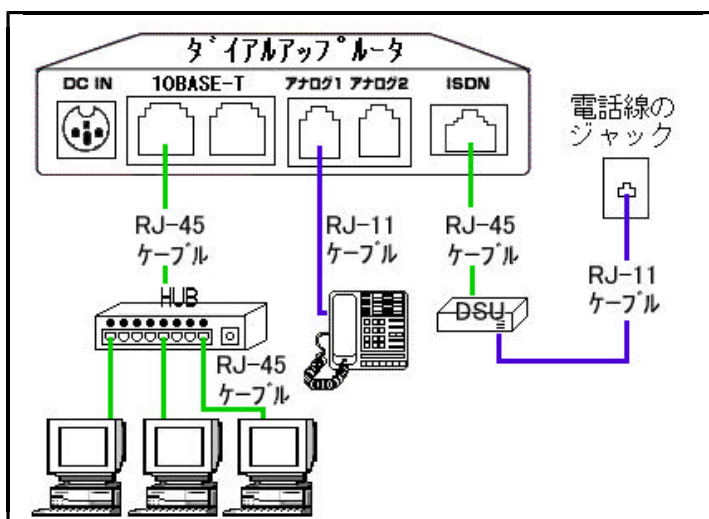 ダイアルアップルータ
DC IN
10BASE-T
アナログ1 アナログ2
ISDN
電話線の
ジャック
RJ-45
ケーブル
RJ-11
ケーブル
RJ-45
ケーブル
RJ-11
ケーブル
HUB
DSU
RJ-45
ケーブル